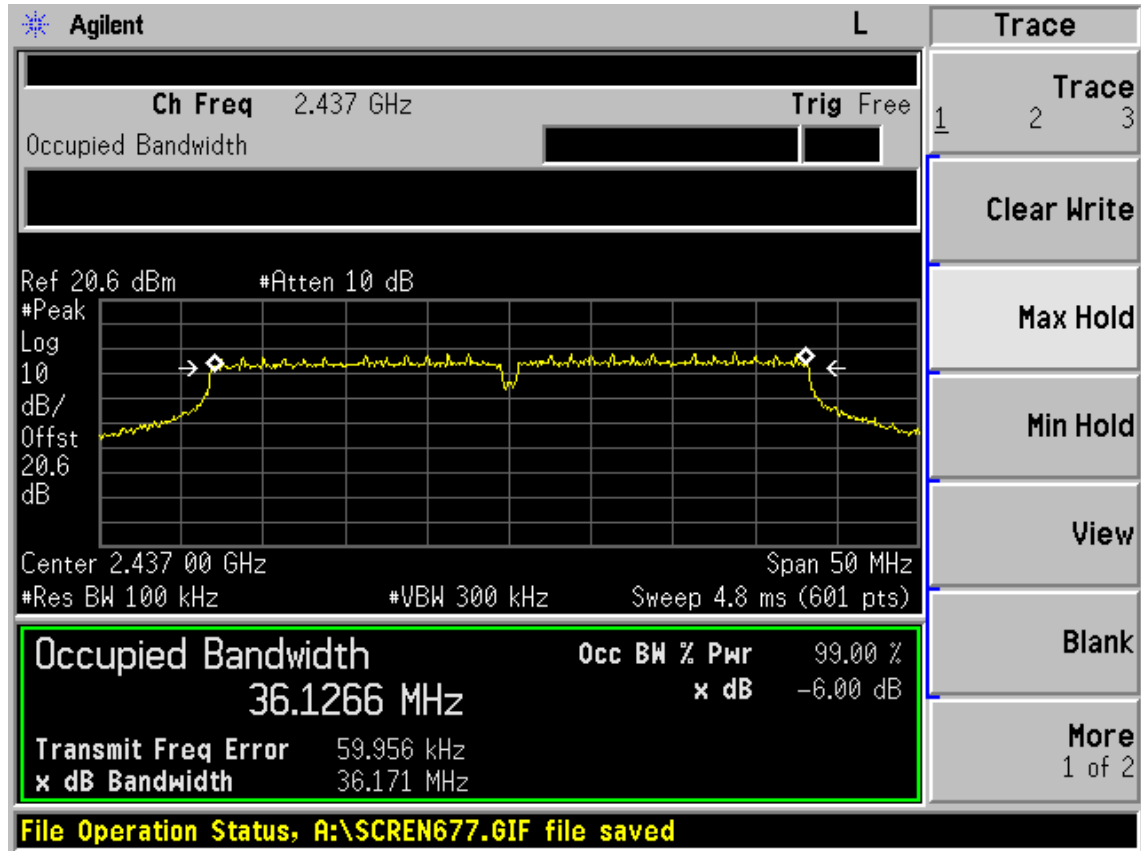 Agilent L
Ch Freq 2.437 GHz Trig Free
Occupied Bandwidth
Ref 20.6 dBm #Atten 10 dB
#Peak
Log
10
dB/
Offst
20.6
dB
Center 2.437 00 GHz Span 50 MHz
#Res BW 100 kHz #VBW 300 kHz Sweep 4.8 ms (601 pts)
Occupied Bandwidth
36.1266 MHz
Occ BW % Pwr 99.00 %
x dB -6.00 dB
Transmit Freq Error 59.956 kHz
x dB Bandwidth 36.171 MHz
File Operation Status, A:\SCREN677.GIF file saved
Trace
Trace
1 2 3
Clear Write
Max Hold
Min Hold
View
Blank
More
1 of 2